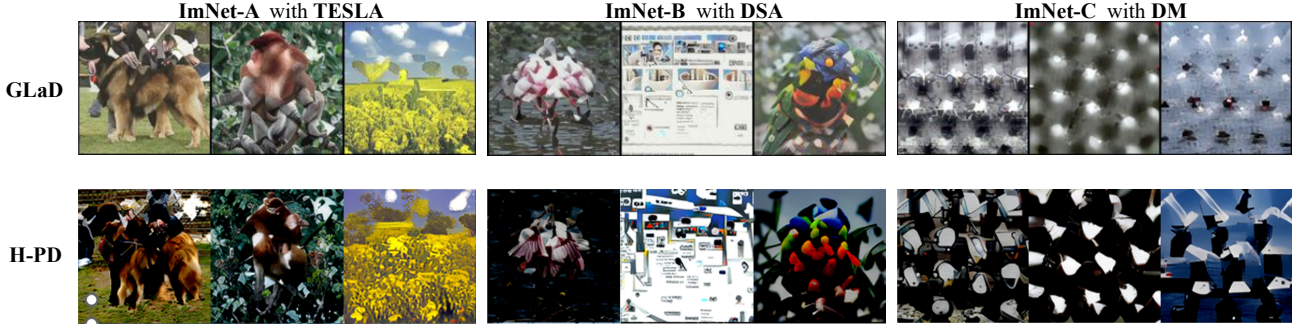 ImNet-A with TESLA
ImNet-B with DSA
ImNet-C with DM
GLaD
H-PD